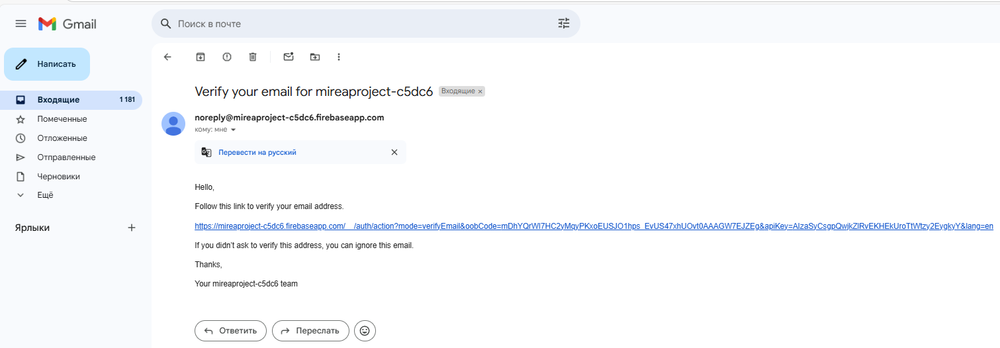 Gmail
Поиск в почте
Написать
Входящие 1 181
Помеченные
Отложенные
Отправленные
Черновики
Ещё
Ярлыки
Verify your email for mireaproject-c5dc6 Входящие ×
noreply@mireaproject-c5dc6.firebaseapp.com
кому: мне
Перевести на русский
Hello,
Follow this link to verify your email address.
https://mireaproject-c5dc6.firebaseapp.com/__/auth/action?mode=verifyEmail&oobCode=mDhYQrWI7HC2yMqyPKxoEUSJO1hps_EvUS47xhUOvt0AAAGW7EJZEg&apiKey=AIzaSyCsgpQwjkZIRvEKHEkUroTtWtzy2EygkyY&lang=en
If you didn’t ask to verify this address, you can ignore this email.
Thanks,
Your mireaproject-c5dc6 team
Ответить
Переслать